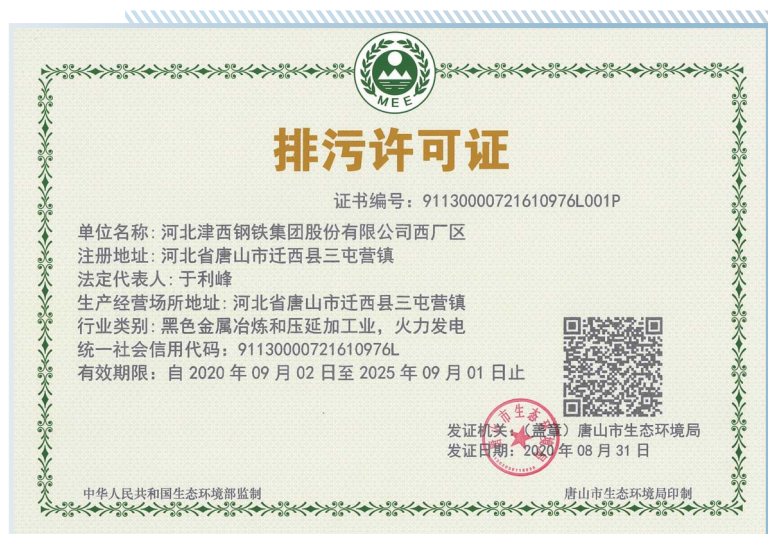 MEE
排污许可证
证书编号：91130000721610976L001P
单位名称：河北津西钢铁集团股份有限公司西厂区
注册地址：河北省唐山市迁西县三屯营镇
法定代表人：于利峰
生产经营场所地址：河北省唐山市迁西县三屯营镇
行业类别：黑色金属冶炼和压延加工业，火力发电
统一社会信用代码：91130000721610976L
有效期限：自 2020 年 09 月 02 日至 2025 年 09 月 01 日止
发证机关：（盖章）唐山市生态环境局
发证日期：2020 年 08 月 31 日
唐山市生态环境局
中华人民共和国生态环境部监制
唐山市生态环境局印制